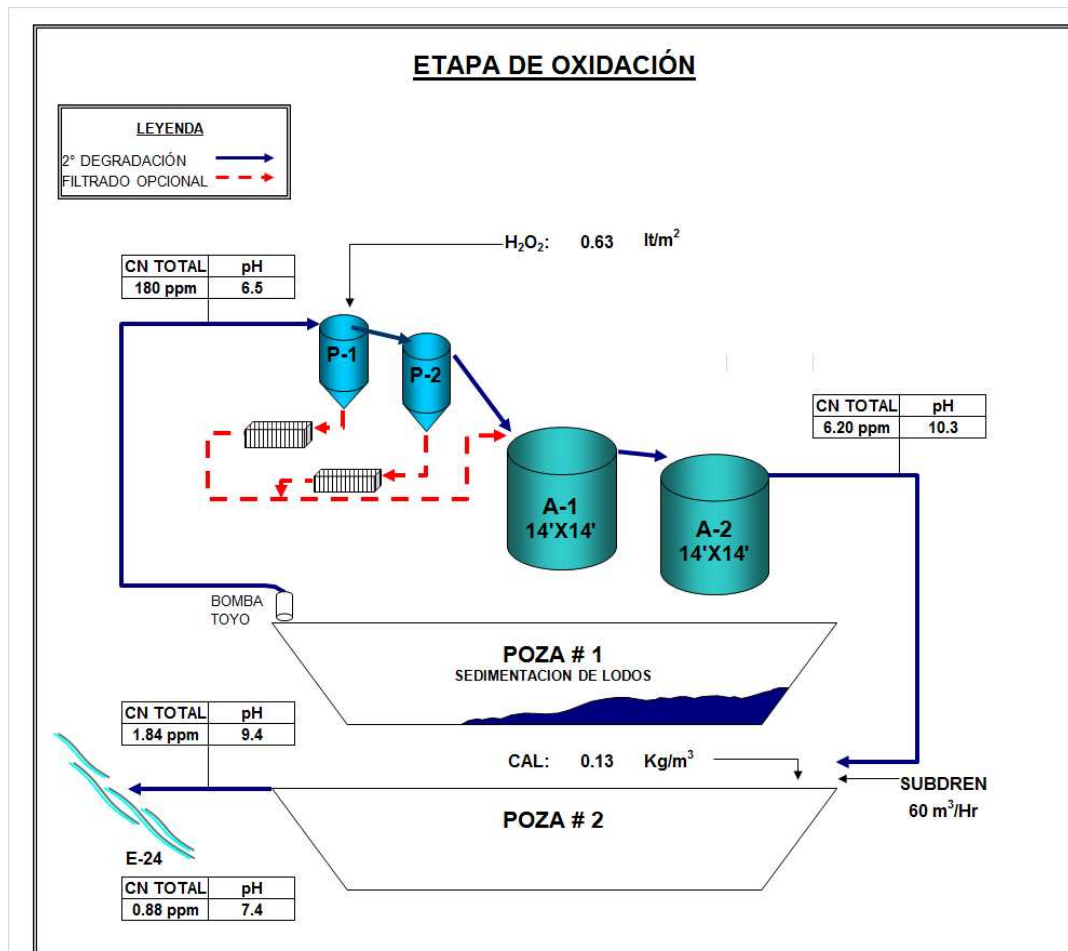 ETAPA DE OXIDACIÓN
LEYENDA
2° DEGRADACIÓN
FILTRADO OPCIONAL
H₂O₂: 0.63 lt/m²
CN TOTAL pH
180 ppm 6.5
P-1
P-2
CN TOTAL pH
6.20 ppm 10.3
A-1
14'X14'
A-2
14'X14'
BOMBA
TOYO
POZA # 1
SEDIMENTACION DE LODOS
CN TOTAL pH
1.84 ppm 9.4
CAL: 0.13 Kg/m³
SUBDREN
60 m³/Hr
POZA # 2
E-24
CN TOTAL pH
0.88 ppm 7.4